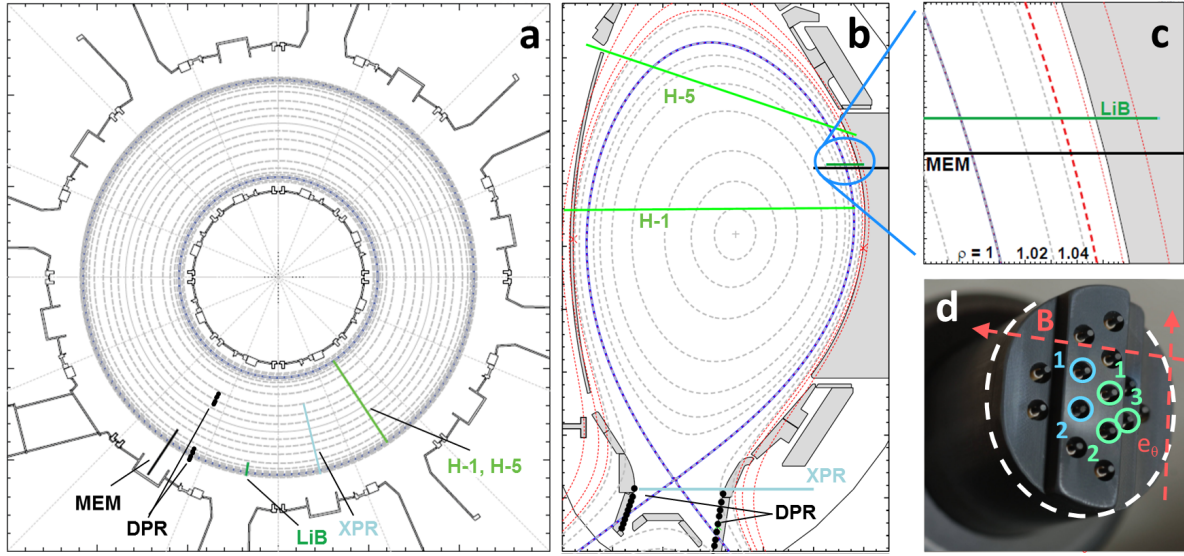 a
MEM
DPR
LiB
XPR
H-1, H-5
b
H-5
H-1
XPR
DPR
c
LiB
MEM
ρ = 1
1.02
1.04
d
B
1
1
2
3
2
e_θ